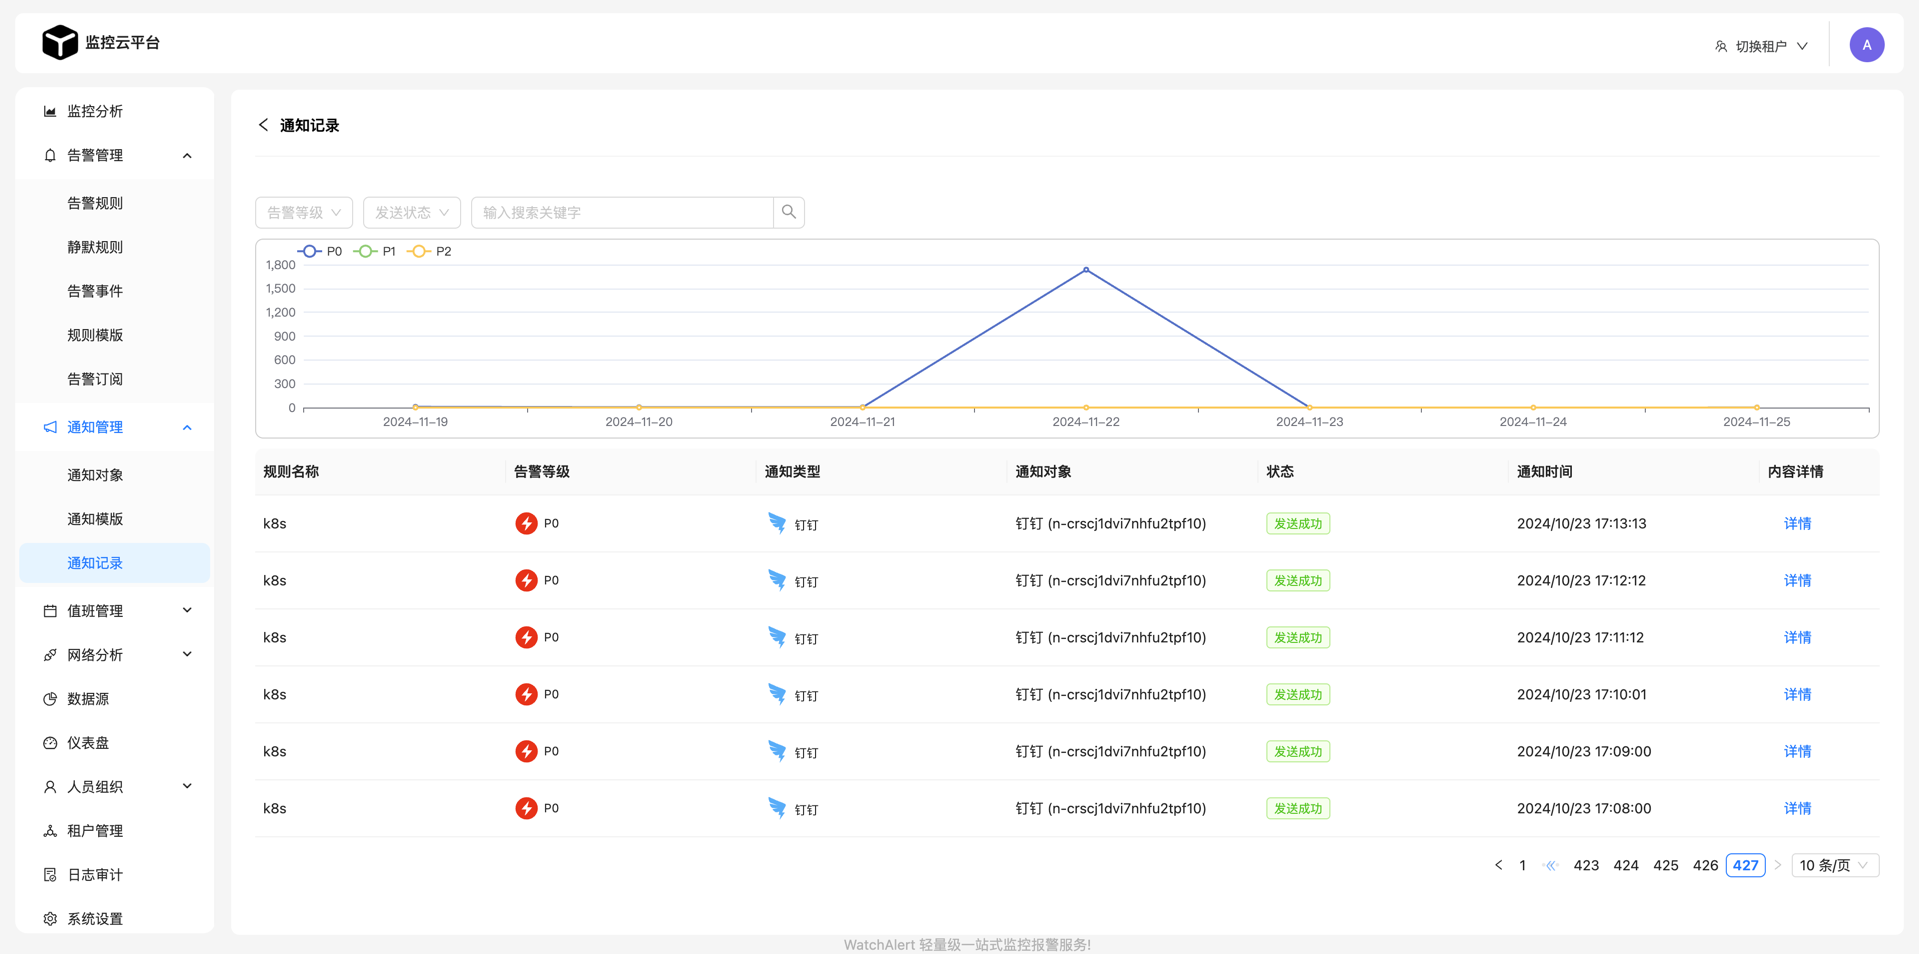 监控云平台
切换租户
A
监控分析
告警管理
告警规则
静默规则
告警事件
规则模版
告警订阅
通知管理
通知对象
通知模版
通知记录
值班管理
网络分析
数据源
仪表盘
人员组织
租户管理
日志审计
系统设置
通知记录
告警等级 发送状态 输入搜索关键字
P0 P1 P2
1,800
1,500
1,200
900
600
300
0
2024-11-19 2024-11-20 2024-11-21 2024-11-22 2024-11-23 2024-11-24 2024-11-25
规则名称 告警等级 通知类型 通知对象 状态 通知时间 内容详情
k8s P0 钉钉 钉钉 (n-crscj1dvi7nhfu2tpf10) 发送成功 2024/10/23 17:13:13 详情
k8s P0 钉钉 钉钉 (n-crscj1dvi7nhfu2tpf10) 发送成功 2024/10/23 17:12:12 详情
k8s P0 钉钉 钉钉 (n-crscj1dvi7nhfu2tpf10) 发送成功 2024/10/23 17:11:12 详情
k8s P0 钉钉 钉钉 (n-crscj1dvi7nhfu2tpf10) 发送成功 2024/10/23 17:10:01 详情
k8s P0 钉钉 钉钉 (n-crscj1dvi7nhfu2tpf10) 发送成功 2024/10/23 17:09:00 详情
k8s P0 钉钉 钉钉 (n-crscj1dvi7nhfu2tpf10) 发送成功 2024/10/23 17:08:00 详情
1 423 424 425 426 427 10 条/页
WatchAlert 轻量级一站式监控报警服务!